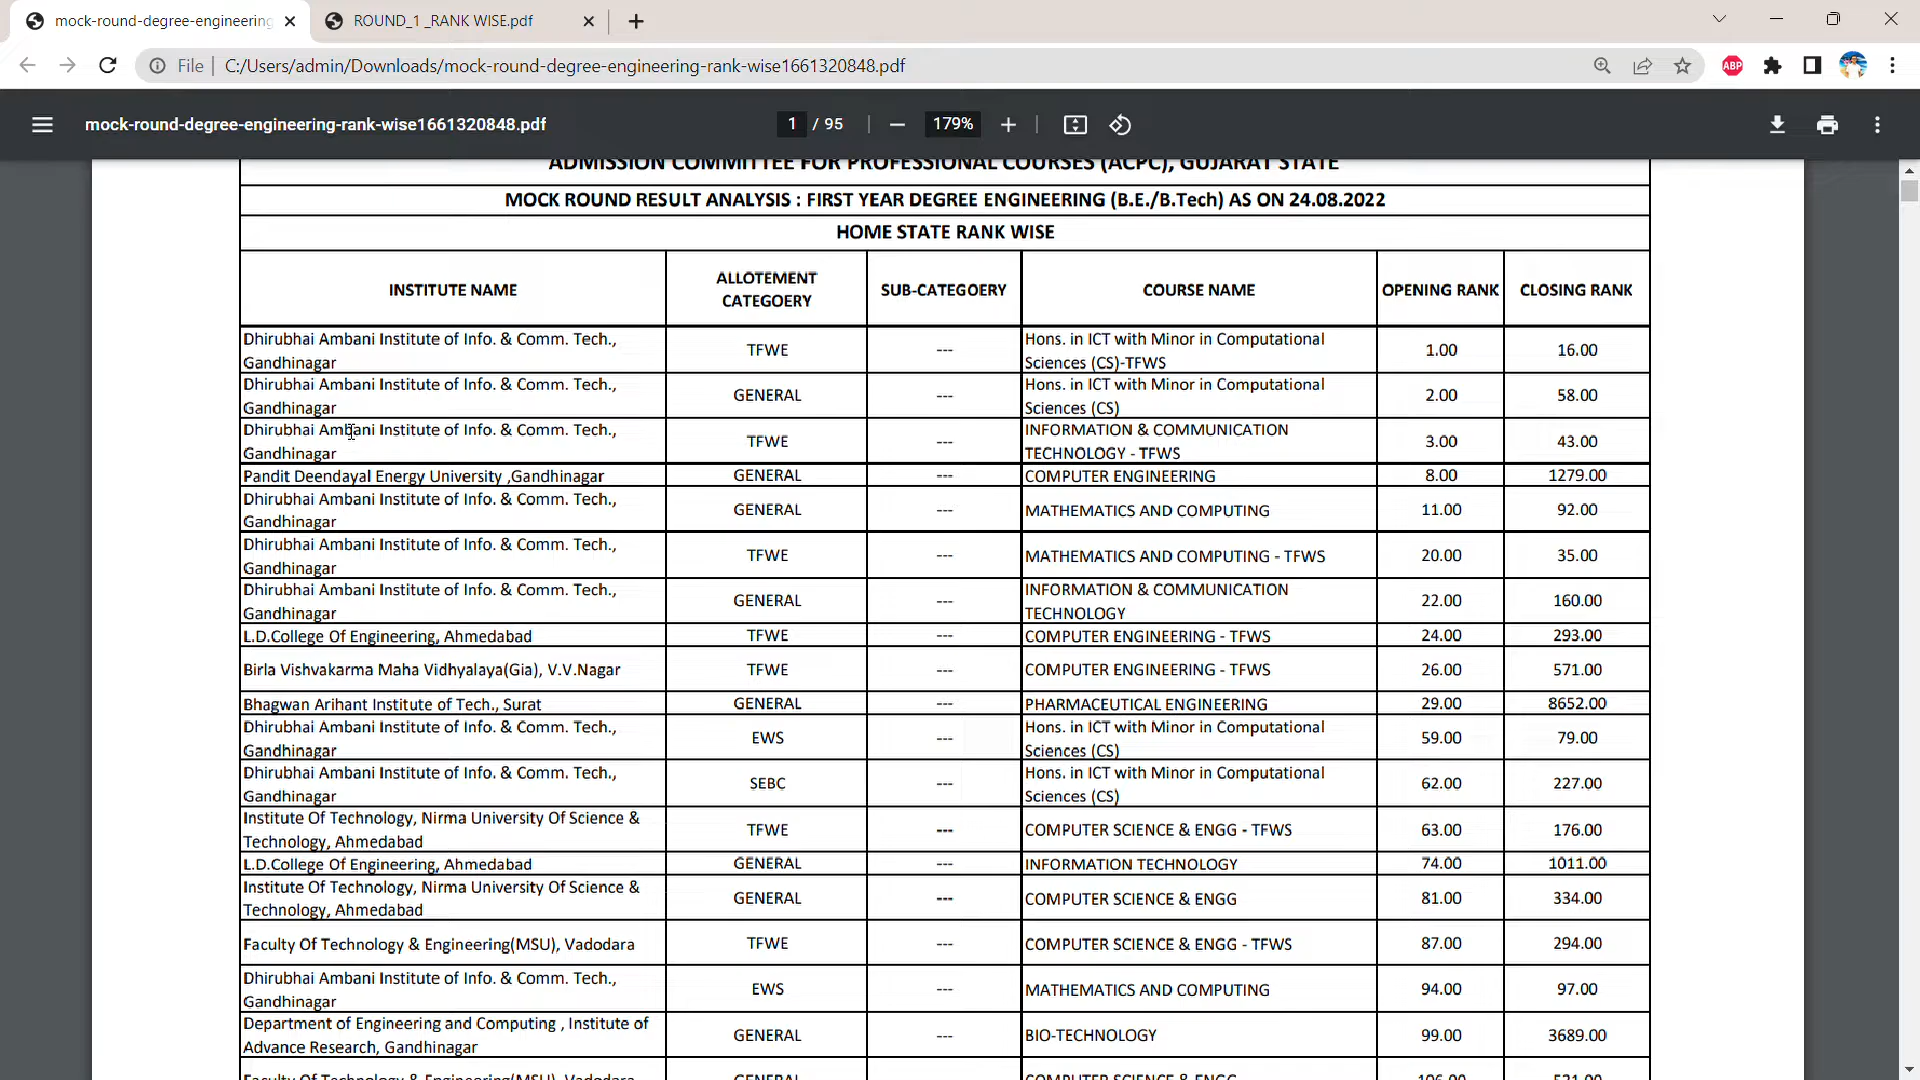 mock-round-degree-engineering
ROUND_1 _RANK WISE.pdf
File
C:/Users/admin/Downloads/mock-round-degree-engineering-rank-wise1661320848.pdf
ABP
mock-round-degree-engineering-rank-wise1661320848.pdf
1 / 95
179%
ADMISSION COMMITTEE FOR PROFESSIONAL COURSES (ACPC), GUJARAT STATE
MOCK ROUND RESULT ANALYSIS : FIRST YEAR DEGREE ENGINEERING (B.E./B.Tech) AS ON 24.08.2022
HOME STATE RANK WISE
INSTITUTE NAME ALLOTEMENT CATEGOERY SUB-CATEGOERY COURSE NAME OPENING RANK CLOSING RANK
Dhirubhai Ambani Institute of Info. & Comm. Tech.,
Gandhinagar TFWE --- Hons. in ICT with Minor in Computational
Sciences (CS)-TFWS 1.00 16.00
Dhirubhai Ambani Institute of Info. & Comm. Tech.,
Gandhinagar GENERAL --- Hons. in ICT with Minor in Computational
Sciences (CS) 2.00 58.00
Dhirubhai Ambani Institute of Info. & Comm. Tech.,
Gandhinagar TFWE --- INFORMATION & COMMUNICATION
TECHNOLOGY - TFWS 3.00 43.00
Pandit Deendayal Energy University ,Gandhinagar GENERAL --- COMPUTER ENGINEERING 8.00 1279.00
Dhirubhai Ambani Institute of Info. & Comm. Tech.,
Gandhinagar GENERAL --- MATHEMATICS AND COMPUTING 11.00 92.00
Dhirubhai Ambani Institute of Info. & Comm. Tech.,
Gandhinagar TFWE --- MATHEMATICS AND COMPUTING - TFWS 20.00 35.00
Dhirubhai Ambani Institute of Info. & Comm. Tech.,
Gandhinagar GENERAL --- INFORMATION & COMMUNICATION
TECHNOLOGY 22.00 160.00
L.D.College Of Engineering, Ahmedabad TFWE --- COMPUTER ENGINEERING - TFWS 24.00 293.00
Birla Vishvakarma Maha Vidhyalaya(Gia), V.V.Nagar TFWE --- COMPUTER ENGINEERING - TFWS 26.00 571.00
Bhagwan Arihant Institute of Tech., Surat GENERAL --- PHARMACEUTICAL ENGINEERING 29.00 8652.00
Dhirubhai Ambani Institute of Info. & Comm. Tech.,
Gandhinagar EWS --- Hons. in ICT with Minor in Computational
Sciences (CS) 59.00 79.00
Dhirubhai Ambani Institute of Info. & Comm. Tech.,
Gandhinagar SEBC --- Hons. in ICT with Minor in Computational
Sciences (CS) 62.00 227.00
Institute Of Technology, Nirma University Of Science &
Technology, Ahmedabad TFWE --- COMPUTER SCIENCE & ENGG - TFWS 63.00 176.00
L.D.College Of Engineering, Ahmedabad GENERAL --- INFORMATION TECHNOLOGY 74.00 1011.00
Institute Of Technology, Nirma University Of Science &
Technology, Ahmedabad GENERAL --- COMPUTER SCIENCE & ENGG 81.00 334.00
Faculty Of Technology & Engineering(MSU), Vadodara TFWE --- COMPUTER SCIENCE & ENGG - TFWS 87.00 294.00
Dhirubhai Ambani Institute of Info. & Comm. Tech.,
Gandhinagar EWS --- MATHEMATICS AND COMPUTING 94.00 97.00
Department of Engineering and Computing , Institute of
Advance Research, Gandhinagar GENERAL --- BIO-TECHNOLOGY 99.00 3689.00
Faculty Of Technology & Engineering(MSU), Vadodara GENERAL COMPUTER SCIENCE & ENGG